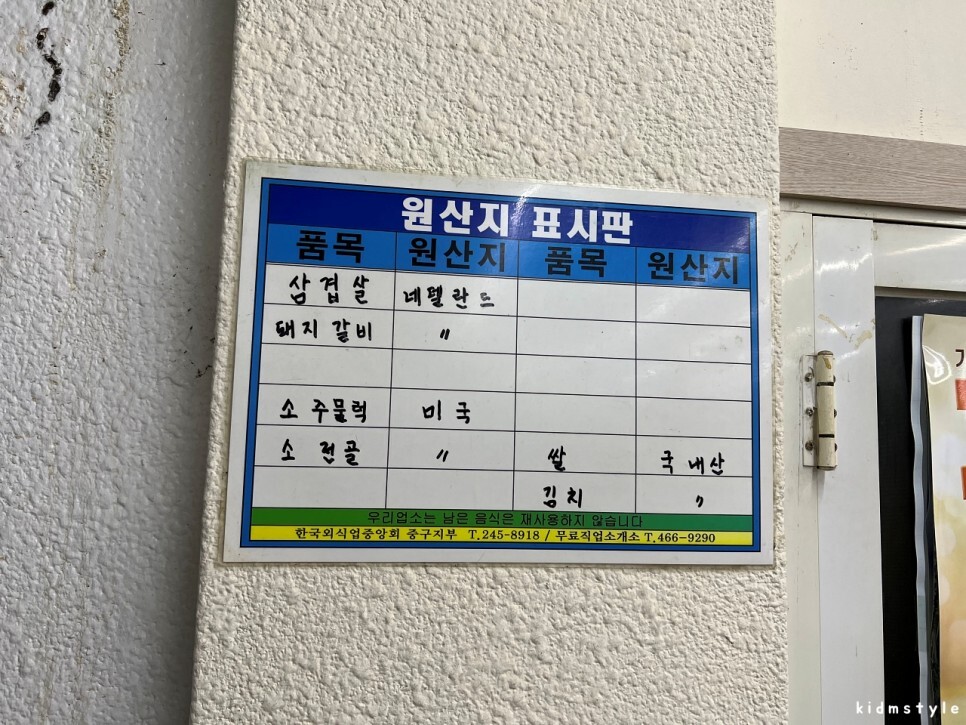 원산지 표시판
품목 원산지 품목 원산지
삼겹살 네델란드
돼지갈비 〃
소 주물럭 미국
소 전골 〃 쌀 국내산
김치 〃
우리업소는 남은 음식은 재사용하지 않습니다
한국외식업중앙회 중구지부 T.245-8918 / 무료직업소개소 T.466-9290
kidmstyle